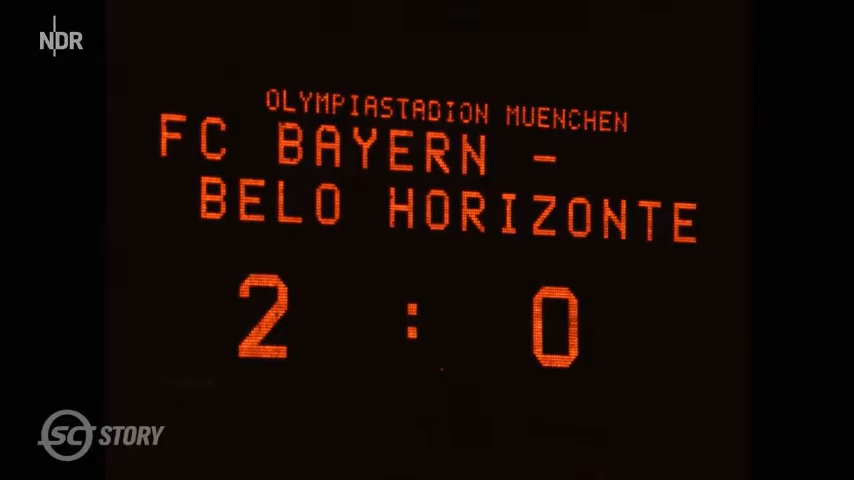 NDR
OLYMPIASTADION MUENCHEN
FC BAYERN -
BELO HORIZONTE
2 : 0
SC STORY